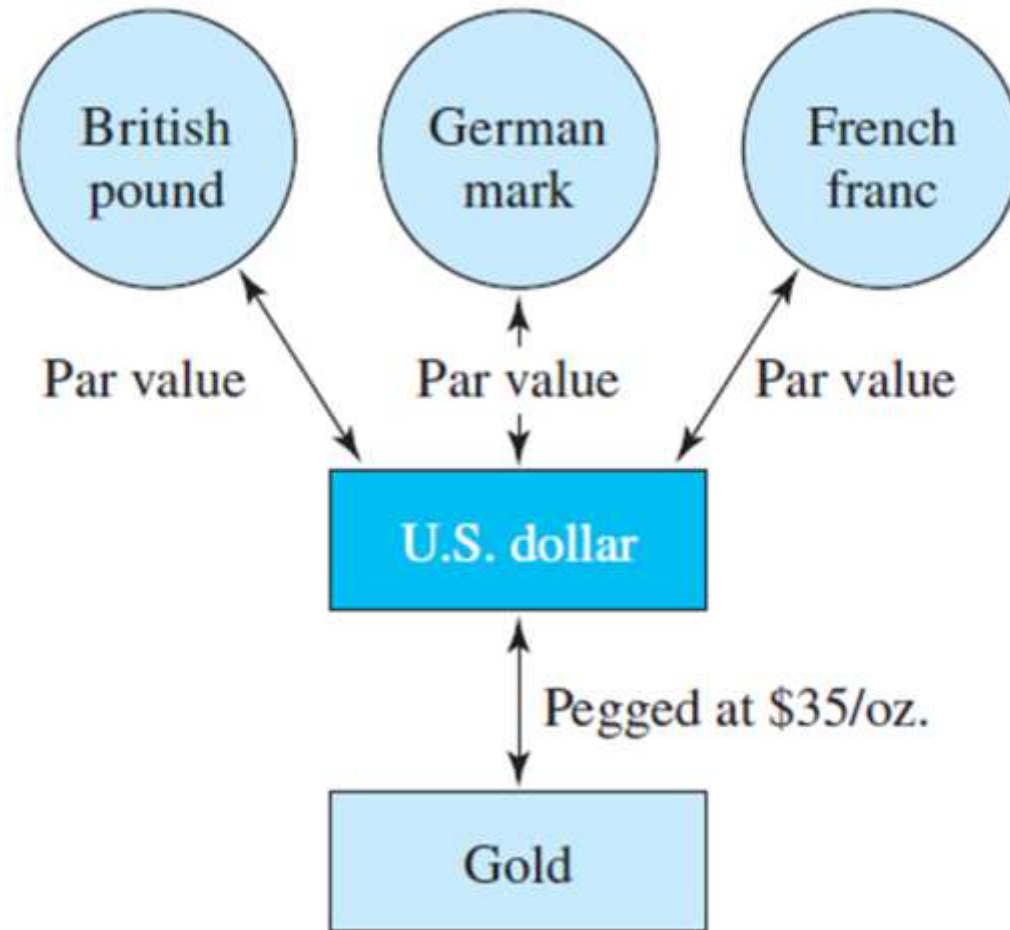 British
pound
German
mark
French
franc
Par value
Par value
Par value
U.S. dollar
Pegged at $35/oz.
Gold